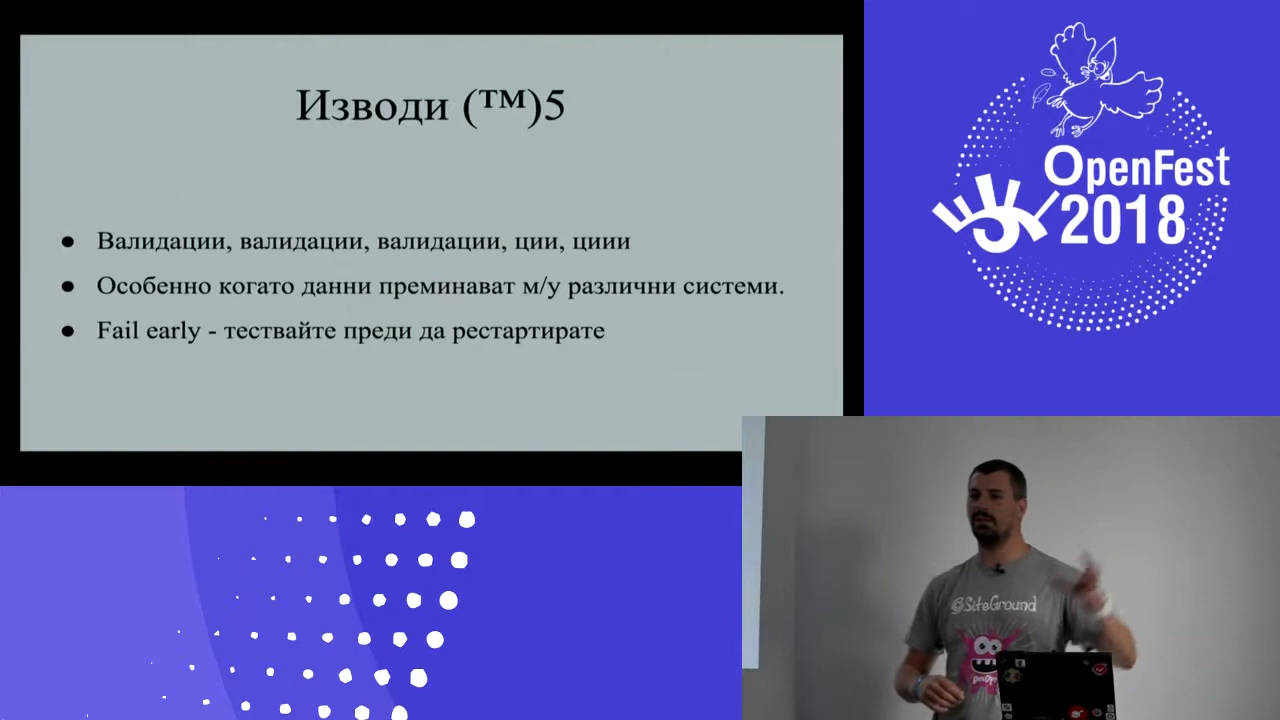 Изводи (™)5
● Валидации, валидации, валидации, ции, циии
● Особенно когато данни преминават м/у различни системи.
● Fail early - тествайте преди да рестартирате
OpenFest
2018
@SiteGround